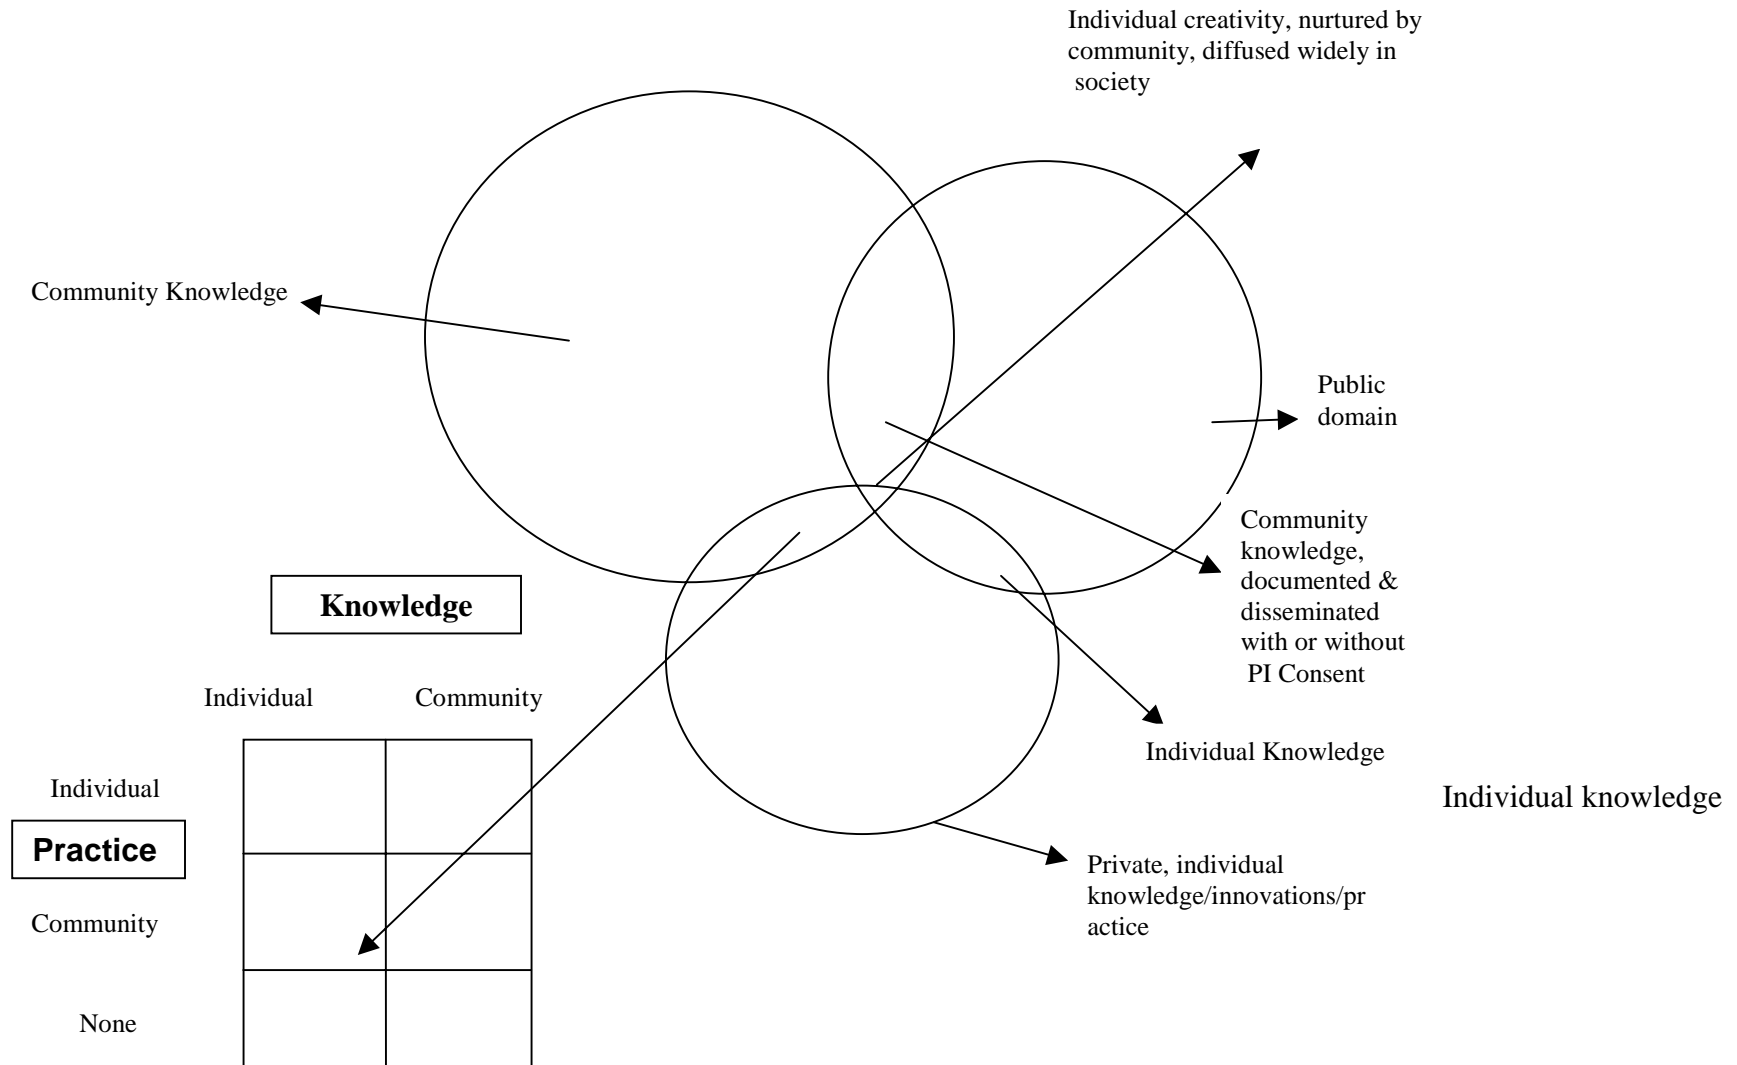 Individual creativity, nurtured by
community, diffused widely in
society
Community Knowledge
Public
domain
Community
knowledge,
documented &
disseminated
with or without
PI Consent
Knowledge
Individual
Community
Individual Knowledge
Individual
Individual knowledge
Practice
Private, individual
knowledge/innovations/pr
actice
Community
None